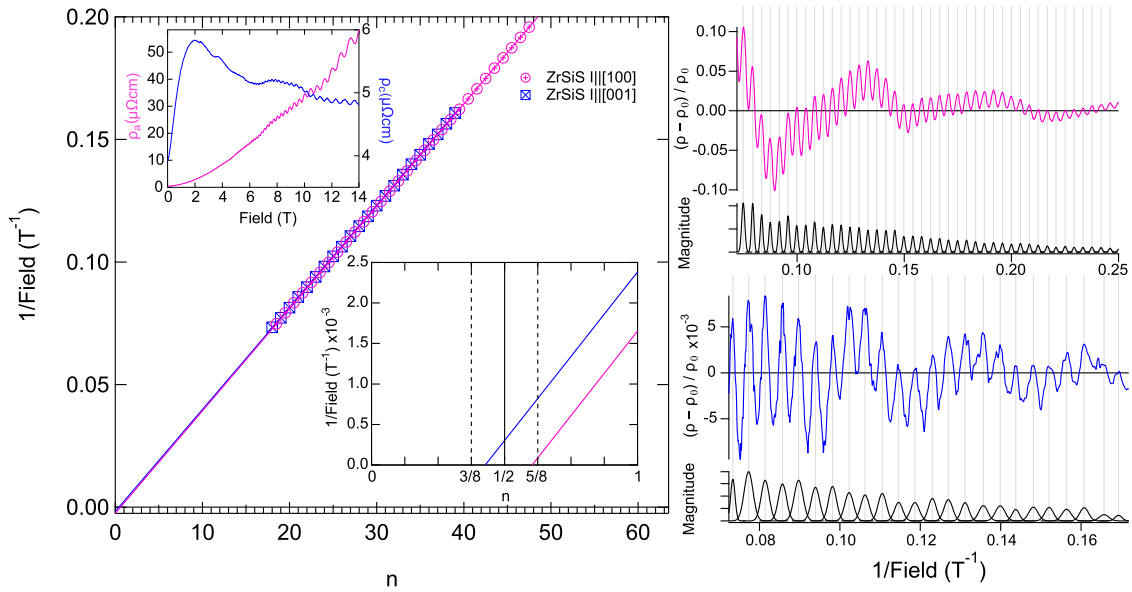 0.20
0.15
0.10
0.05
0.00
1/Field (T⁻¹)
0
10
20
30
40
50
60
n
50
40
30
20
10
0
ρₐ(μΩcm)
6
5
4
ρ_c(μΩcm)
0 2 4 6 8 10 12 14
Field (T)
ZrSiS I||[100]
ZrSiS I||[001]
2.5
2.0
1.5
1.0
0.5
0.0
1/Field (T⁻¹) x10⁻³
0 3/8 1/2 5/8 1
n
0.10
0.05
0.00
-0.05
-0.10
(ρ − ρ₀) / ρ₀
Magnitude
0.10 0.15 0.20 0.25
5
0
-5
(ρ − ρ₀) / ρ₀ x10⁻³
Magnitude
0.08 0.10 0.12 0.14 0.16
1/Field (T⁻¹)